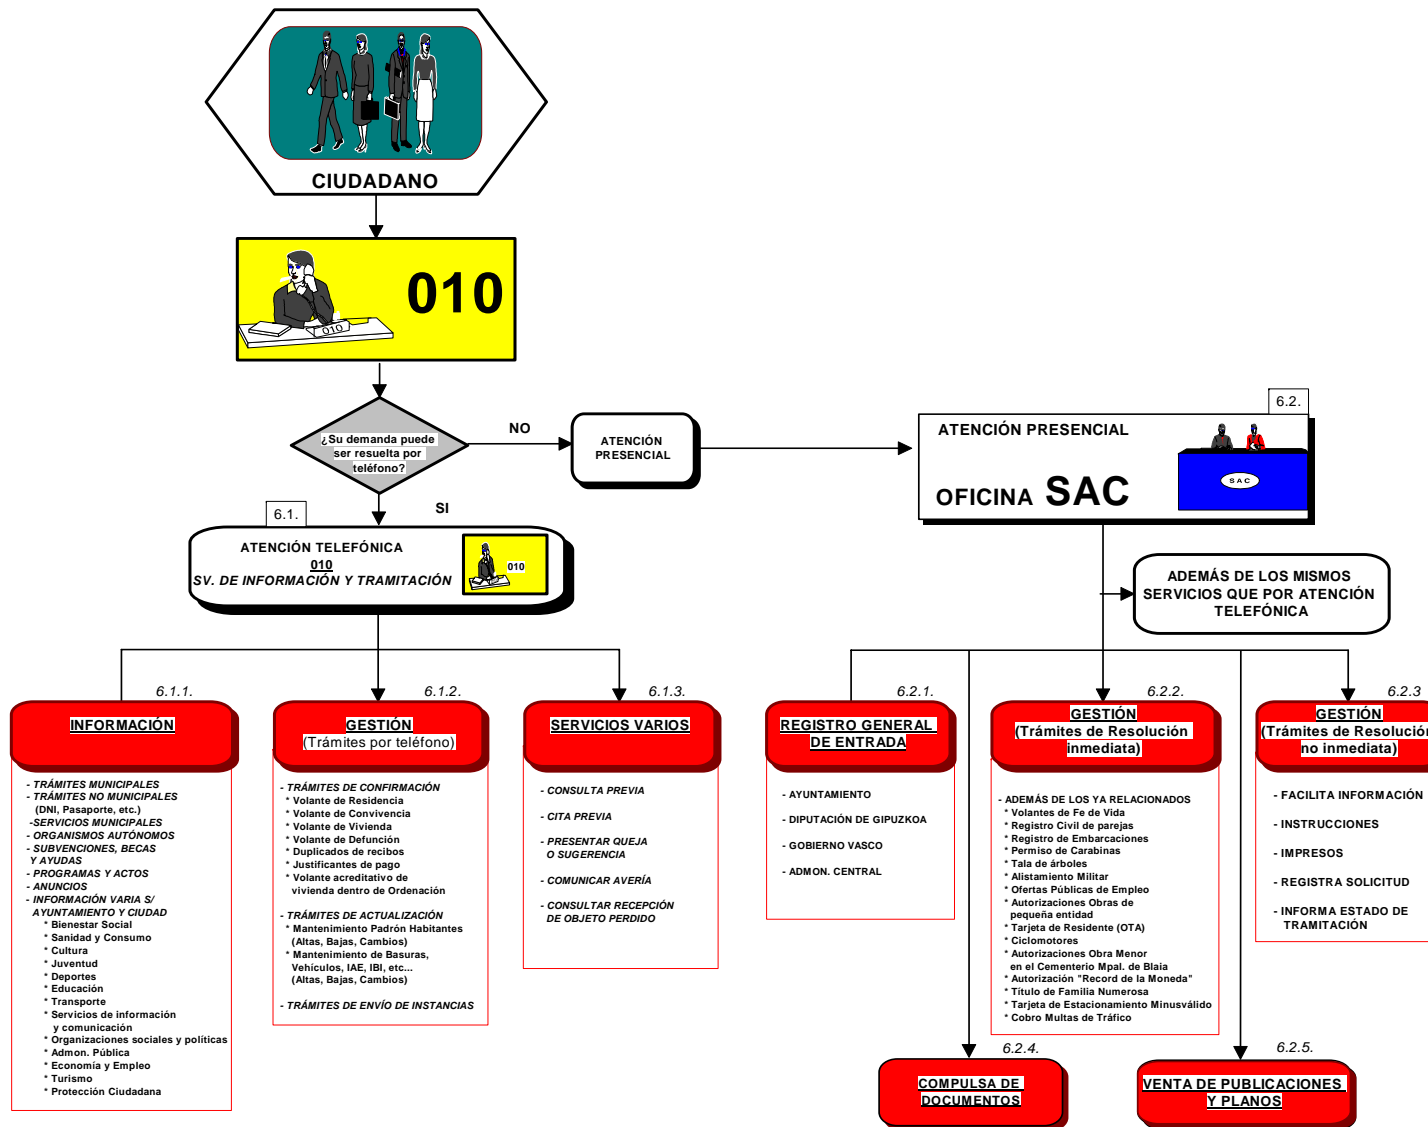 CIUDADANO
010
010
¿Su demanda puede
ser resuelta por
teléfono?
NO
ATENCIÓN
PRESENCIAL
6.2.
ATENCIÓN PRESENCIAL
OFICINA SAC
SAC
SI
6.1.
ATENCIÓN TELEFÓNICA
010
SV. DE INFORMACIÓN Y TRAMITACIÓN
010
ADEMÁS DE LOS MISMOS
SERVICIOS QUE POR ATENCIÓN
TELEFÓNICA
6.1.1.
INFORMACIÓN
- TRÁMITES MUNICIPALES
- TRÁMITES NO MUNICIPALES
(DNI, Pasaporte, etc.)
-SERVICIOS MUNICIPALES
- ORGANISMOS AUTÓNOMOS
- SUBVENCIONES, BECAS
Y AYUDAS
- PROGRAMAS Y ACTOS
- ANUNCIOS
- INFORMACIÓN VARIA S/
AYUNTAMIENTO Y CIUDAD
* Bienestar Social
* Sanidad y Consumo
* Cultura
* Juventud
* Deportes
* Educación
* Transporte
* Servicios de información
y comunicación
* Organizaciones sociales y políticas
* Admon. Pública
* Economía y Empleo
* Turismo
* Protección Ciudadana
6.1.2.
GESTIÓN
(Trámites por teléfono)
- TRÁMITES DE CONFIRMACIÓN
* Volante de Residencia
* Volante de Convivencia
* Volante de Vivienda
* Volante de Defunción
* Duplicados de recibos
* Justificantes de pago
* Volante acreditativo de
vivienda dentro de Ordenación
- TRÁMITES DE ACTUALIZACIÓN
* Mantenimiento Padrón Habitantes
(Altas, Bajas, Cambios)
* Mantenimiento de Basuras,
Vehículos, IAE, IBI, etc...
(Altas, Bajas, Cambios)
- TRÁMITES DE ENVÍO DE INSTANCIAS
6.1.3.
SERVICIOS VARIOS
- CONSULTA PREVIA
- CITA PREVIA
- PRESENTAR QUEJA
O SUGERENCIA
- COMUNICAR AVERÍA
- CONSULTAR RECEPCIÓN
DE OBJETO PERDIDO
6.2.1.
REGISTRO GENERAL
DE ENTRADA
- AYUNTAMIENTO
- DIPUTACIÓN DE GIPUZKOA
- GOBIERNO VASCO
- ADMON. CENTRAL
6.2.2.
GESTIÓN
(Trámites de Resolución
inmediata)
- ADEMÁS DE LOS YA RELACIONADOS
* Volantes de Fe de Vida
* Registro Civil de parejas
* Registro de Embarcaciones
* Permiso de Carabinas
* Tala de árboles
* Alistamiento Militar
* Ofertas Públicas de Empleo
* Autorizaciones Obras de
pequeña entidad
* Tarjeta de Residente (OTA)
* Ciclomotores
* Autorizaciones Obra Menor
en el Cementerio Mpal. de Blaia
* Autorización "Record de la Moneda"
* Título de Familia Numerosa
* Tarjeta de Estacionamiento Minusválido
* Cobro Multas de Tráfico
6.2.3
GESTIÓN
(Trámites de Resolución
no inmediata)
- FACILITA INFORMACIÓN
- INSTRUCCIONES
- IMPRESOS
- REGISTRA SOLICITUD
- INFORMA ESTADO DE
TRAMITACIÓN
6.2.4.
COMPULSA DE
DOCUMENTOS
6.2.5.
VENTA DE PUBLICACIONES
Y PLANOS